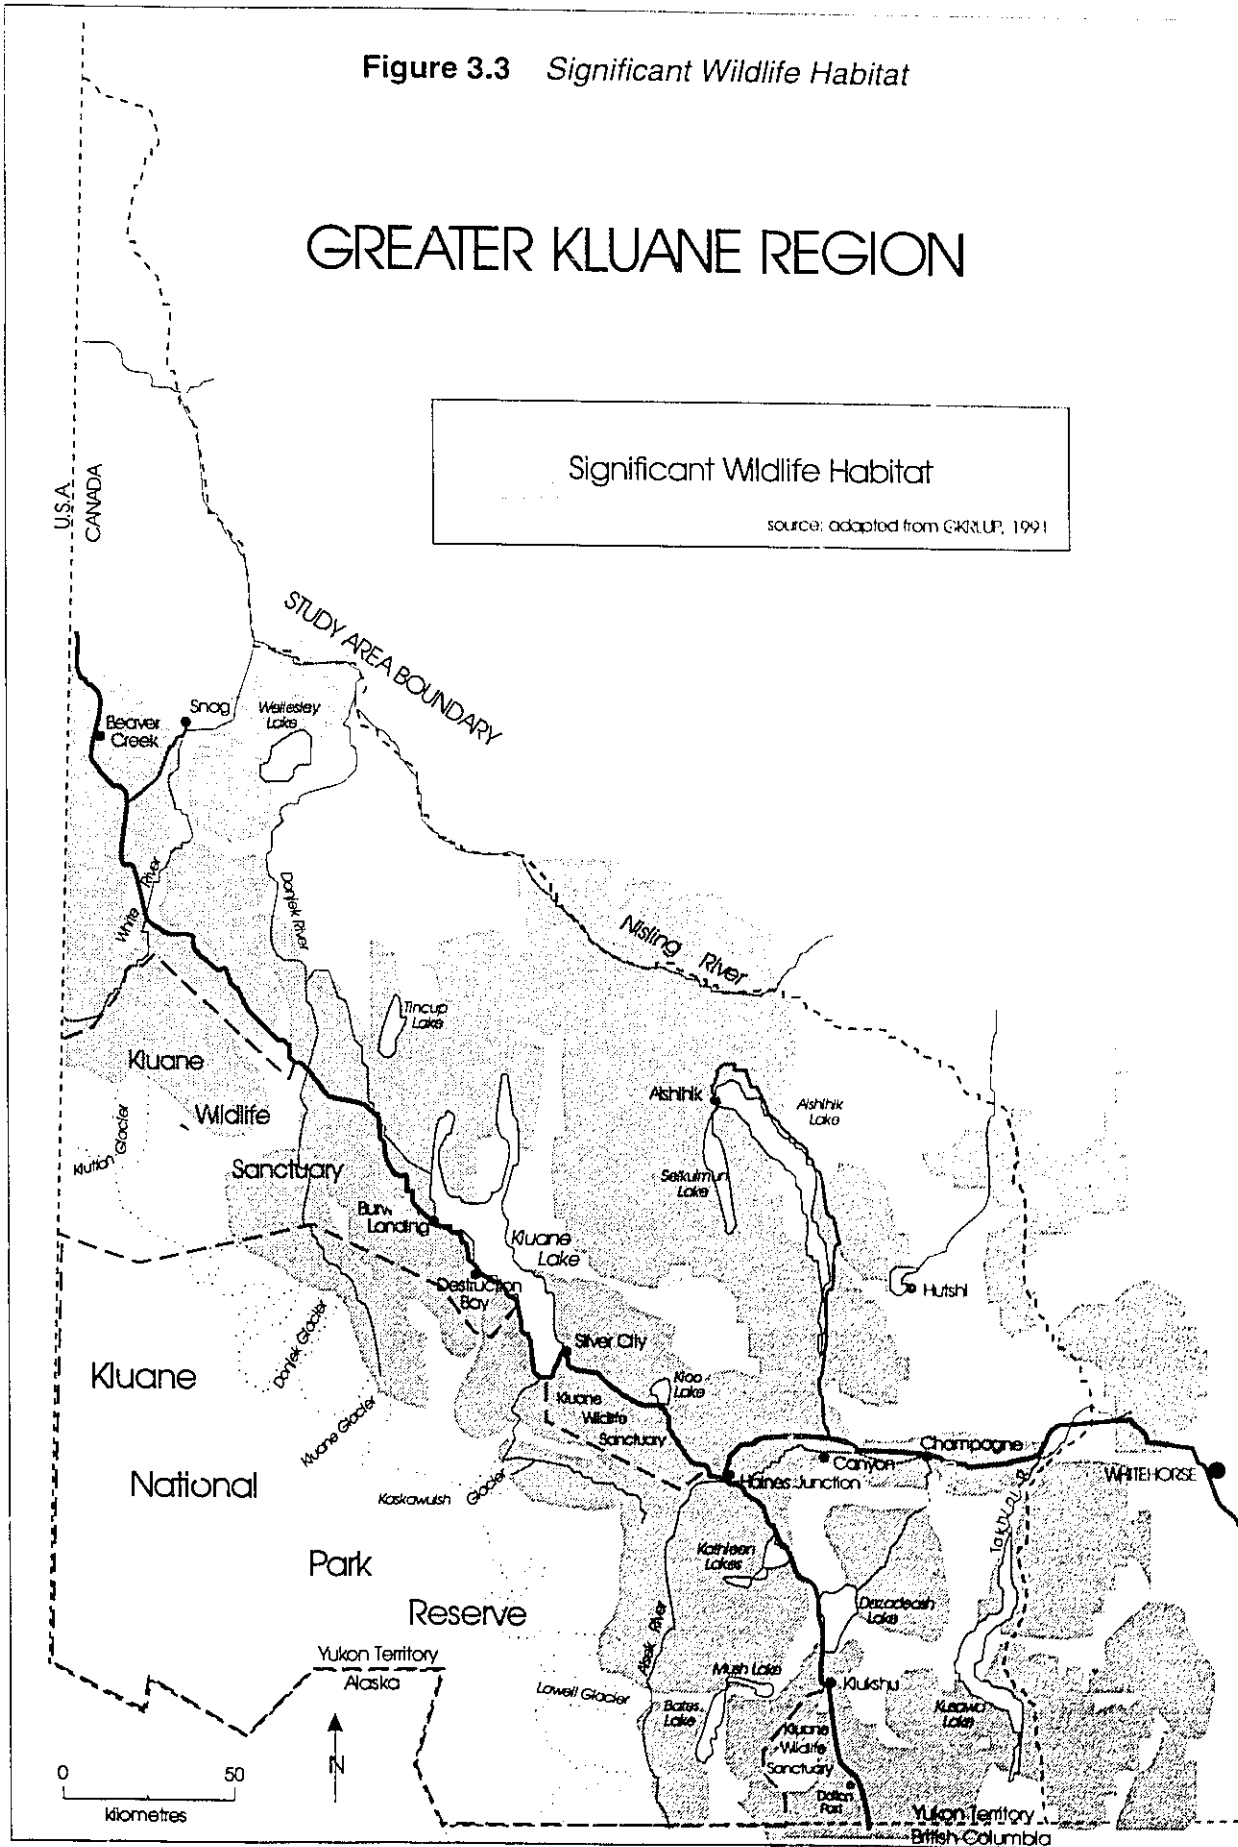 Figure 3.3 Significant Wildlife Habitat
GREATER KLUANE REGION
Significant Wildlife Habitat
source: adapted from GKRLUP, 1991
U.S.A.
CANADA
STUDY AREA BOUNDARY
Snag
Wellesley
Lake
Beaver
Creek
White River
Donjek River
Nisling River
Tincup
Lake
Kluane
Wildlife
Sanctuary
Klutlan Glacier
Aishihik
Aishihik
Lake
Sekulmun
Lake
Landing
Kluane
Lake
Hutshi
Destruction
Bay
Silver City
Donjek Glacier
Kluane
Kloo
Lake
Kluane
Wildlife
Sanctuary
Kluane Glacier
Champagne
Canyon
WHITEHORSE
Haines Junction
National
Kaskawulsh Glacier
Kathleen
Lakes
Park
Reserve
Dezadeash
Lake
Alsek River
Yukon Territory
Alaska
Mush Lake
Klukshu
Lowell Glacier
Bates
Lake
Kusawa
Lake
Kluane
Wildlife
Sanctuary
N
0 50
kilometres
Dalton
Post
Yukon Territory
British Columbia